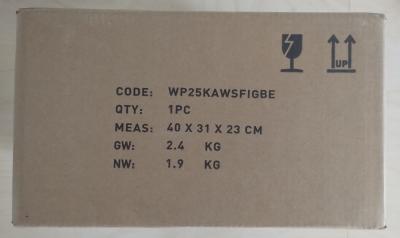 UP
CODE: WP25KAWSFIGBE
QTY: 1PC
MEAS: 40 X 31 X 23 CM
GW: 2.4 KG
NW: 1.9 KG